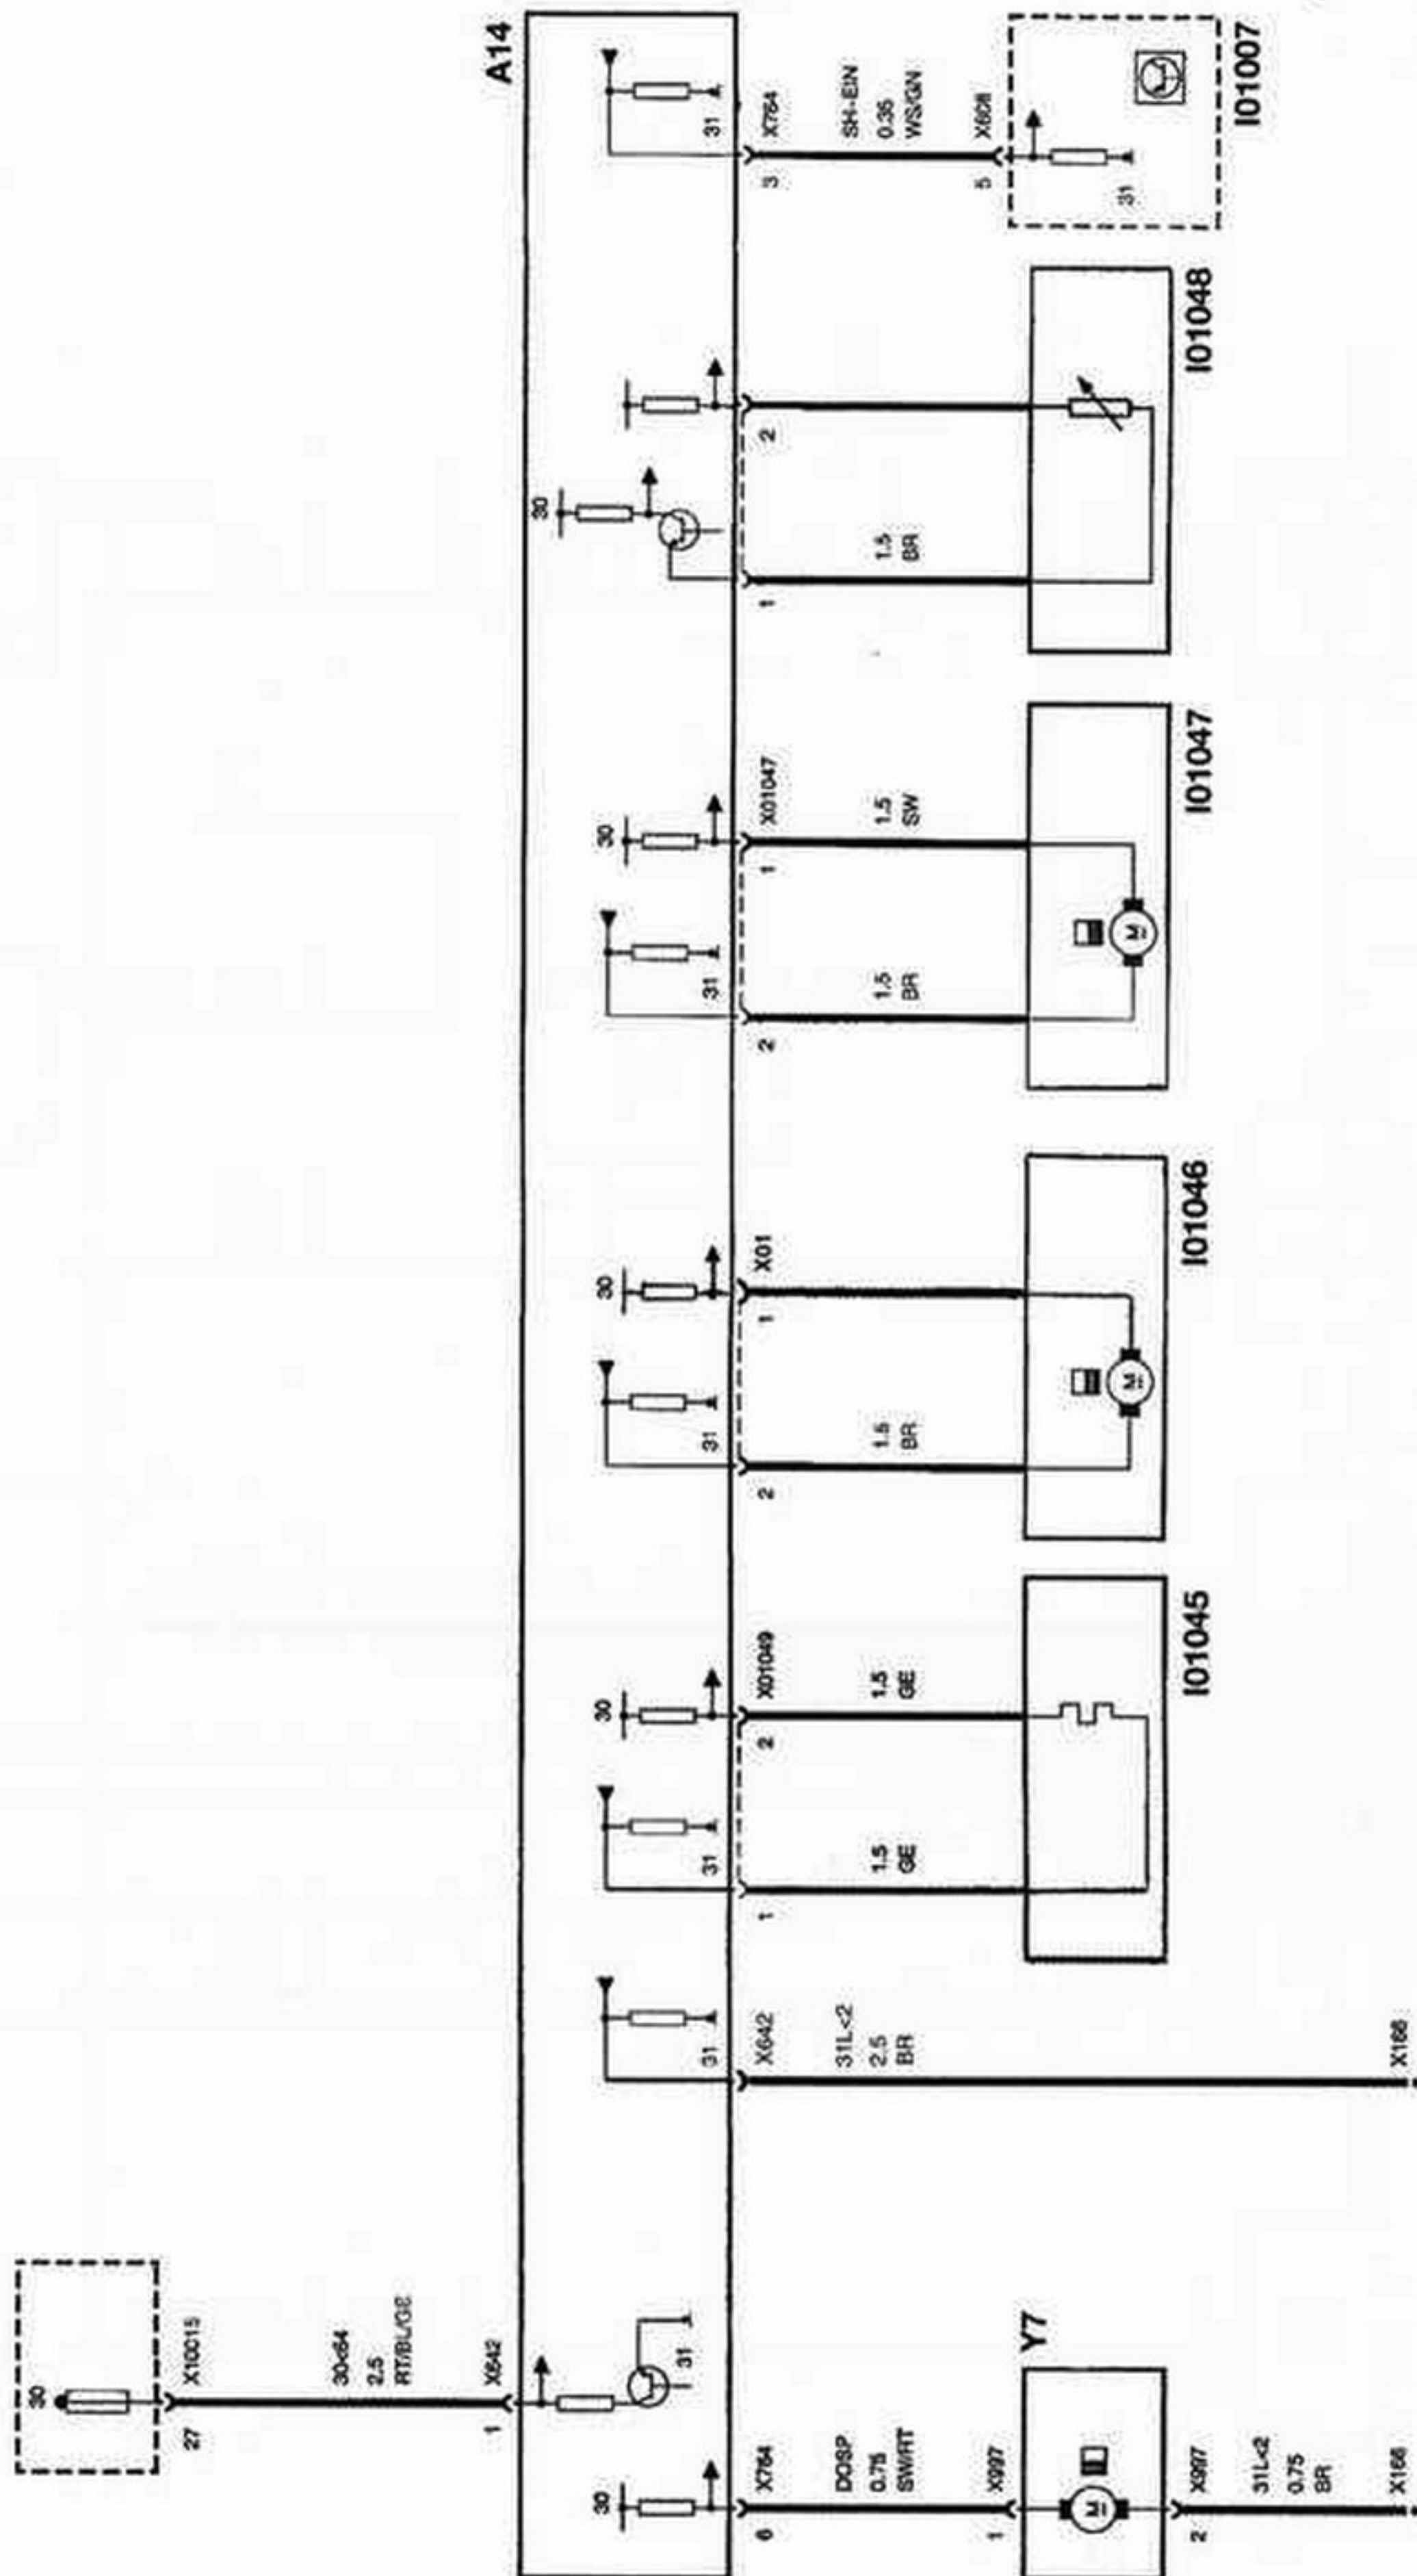 30
27 X10015
30<64
2.5
RT/BL/GE
1 X642
A14
30
31
31
31
30
31
30
31
30
30
31
6 X764
DOSP
0.75
SW/RT
1 X997
Y7
M
2 X997
31L<2
0.75
BR
X166
X642
31L<2
2.5
BR
X166
1
2 X01049
1.5
GE
1.5
GE
I01045
2
1 X01
1.5
BR
M
I01046
2
1 X01047
1.5
BR
1.5
SW
M
I01047
1
2
1.5
BR
I01048
3 X764
SH-EIN
0.35
WS/GN
5 X608
31
I01007